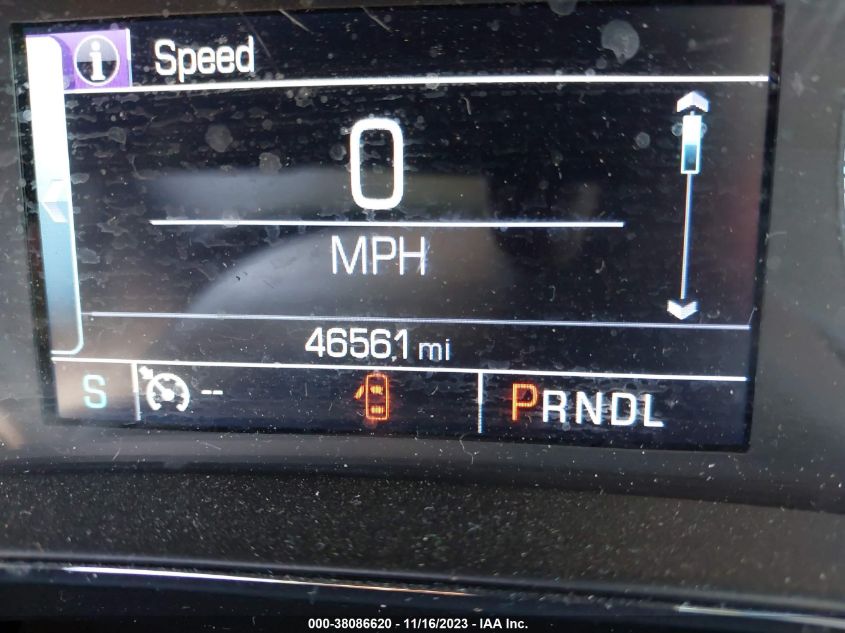 Speed
0
MPH
46561 mi
S -- PRNDL
000-38086620 - 11/16/2023 - IAA Inc.